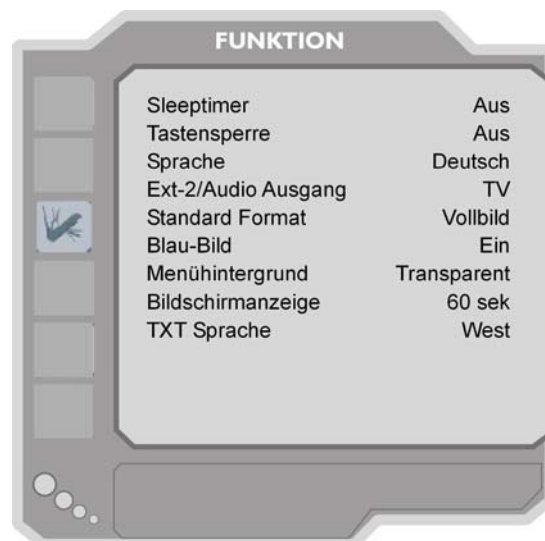 FUNKTION
Sleeptimer Aus
Tastensperre Aus
Sprache Deutsch
Ext-2/Audio Ausgang TV
Standard Format Vollbild
Blau-Bild Ein
Menühintergrund Transparent
Bildschirmanzeige 60 sek
TXT Sprache West